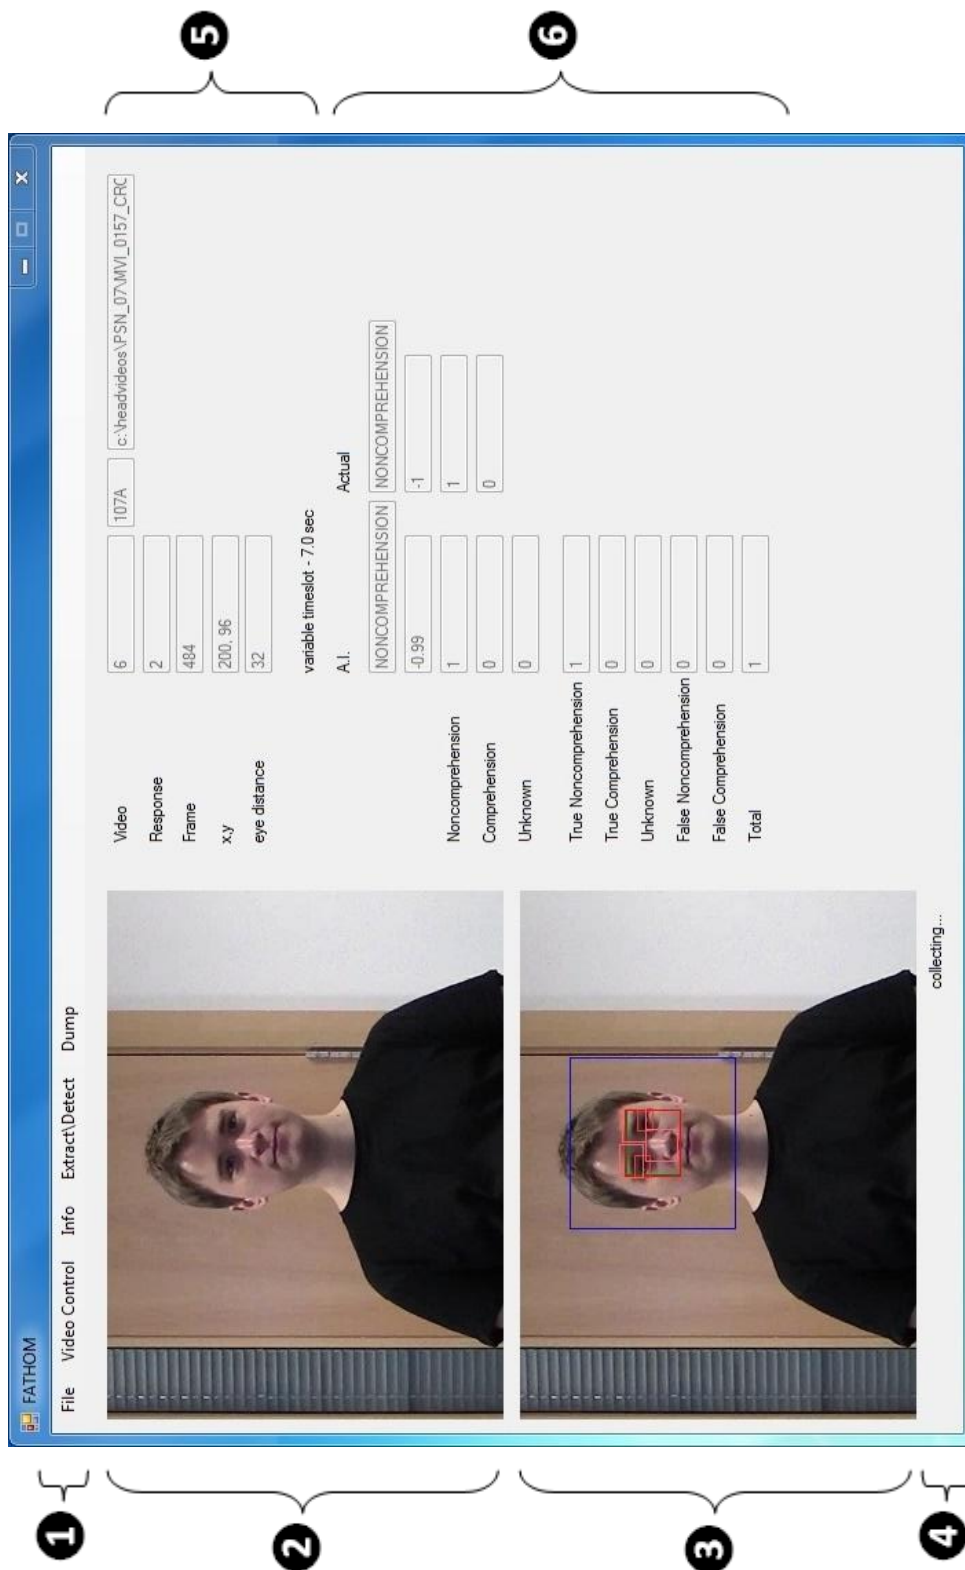 FATHOM
File Video Control Info Extract\Detect Dump
Video 6 107A c:\headvideos\PSN_07\MVI_0157_CRC
Response 2
Frame 484
x,y 200, 96
eye distance 32
variable timeslot - 7.0 sec
A.I. Actual
NONCOMPREHENSION NONCOMPREHENSION
-0.99 -1
Noncomprehension 1 1
Comprehension 0 0
Unknown 0
True Noncomprehension 1
True Comprehension 0
Unknown 0
False Noncomprehension 0
False Comprehension 0
Total 1
collecting...
1
2
3
4
5
6